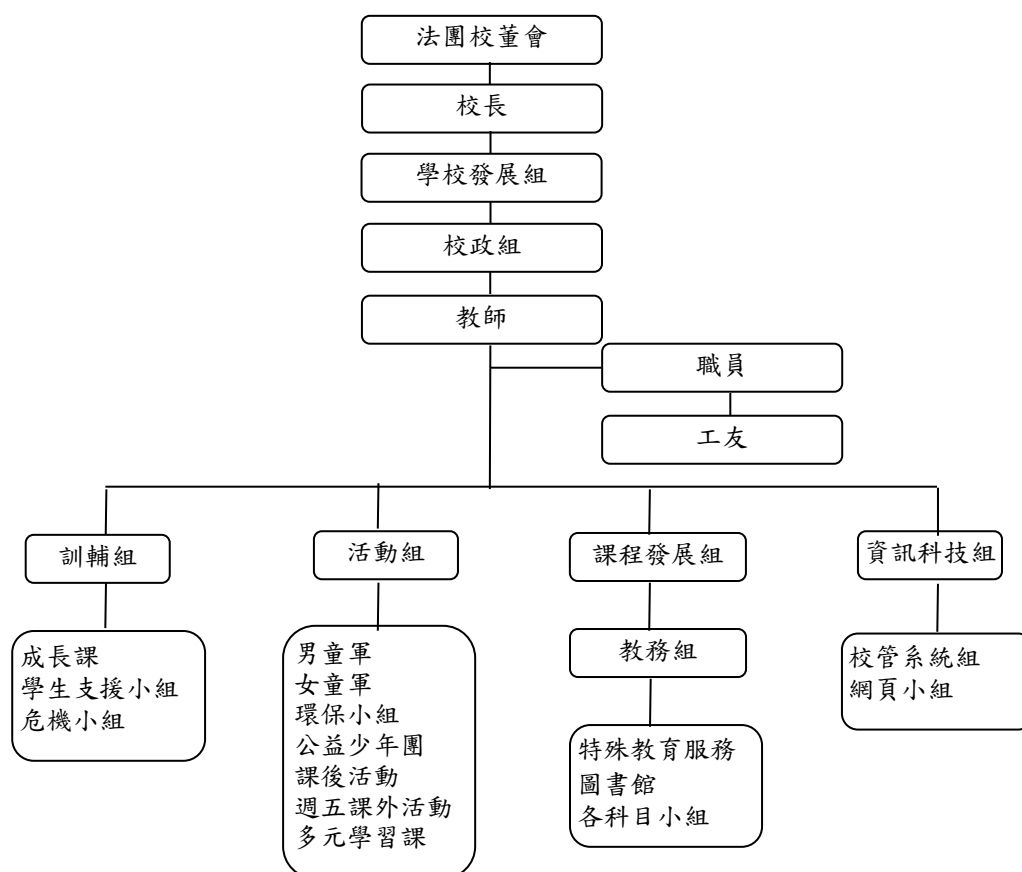 法團校董會
校長
學校發展組
校政組
教師
職員
工友
訓輔組
活動組
課程發展組
資訊科技組
成長課
學生支援小組
危機小組
男童軍
女童軍
環保小組
公益少年團
課後活動
週五課外活動
多元學習課
教務組
特殊教育服務
圖書館
各科目小組
校管系統組
網頁小組